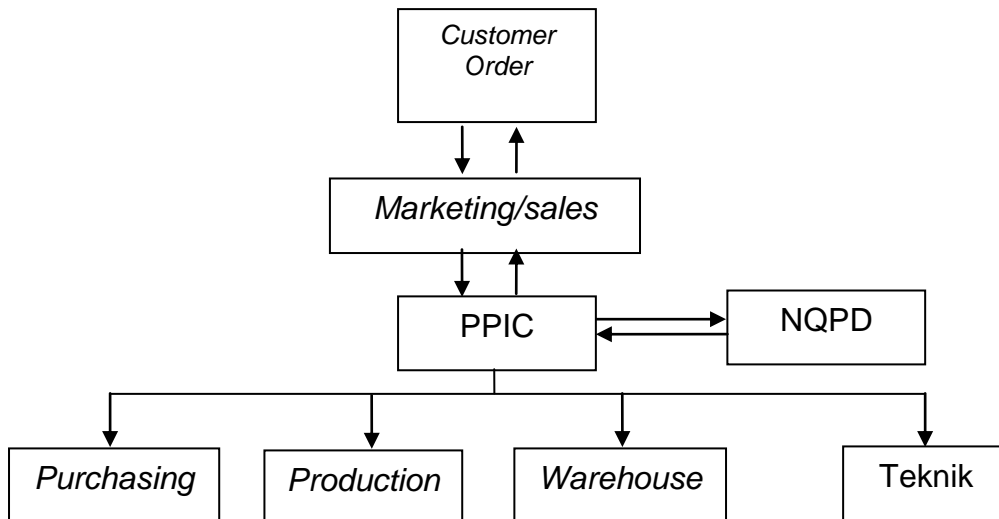 Customer
Order
Marketing/sales
PPIC
NQPD
Purchasing
Production
Warehouse
Teknik